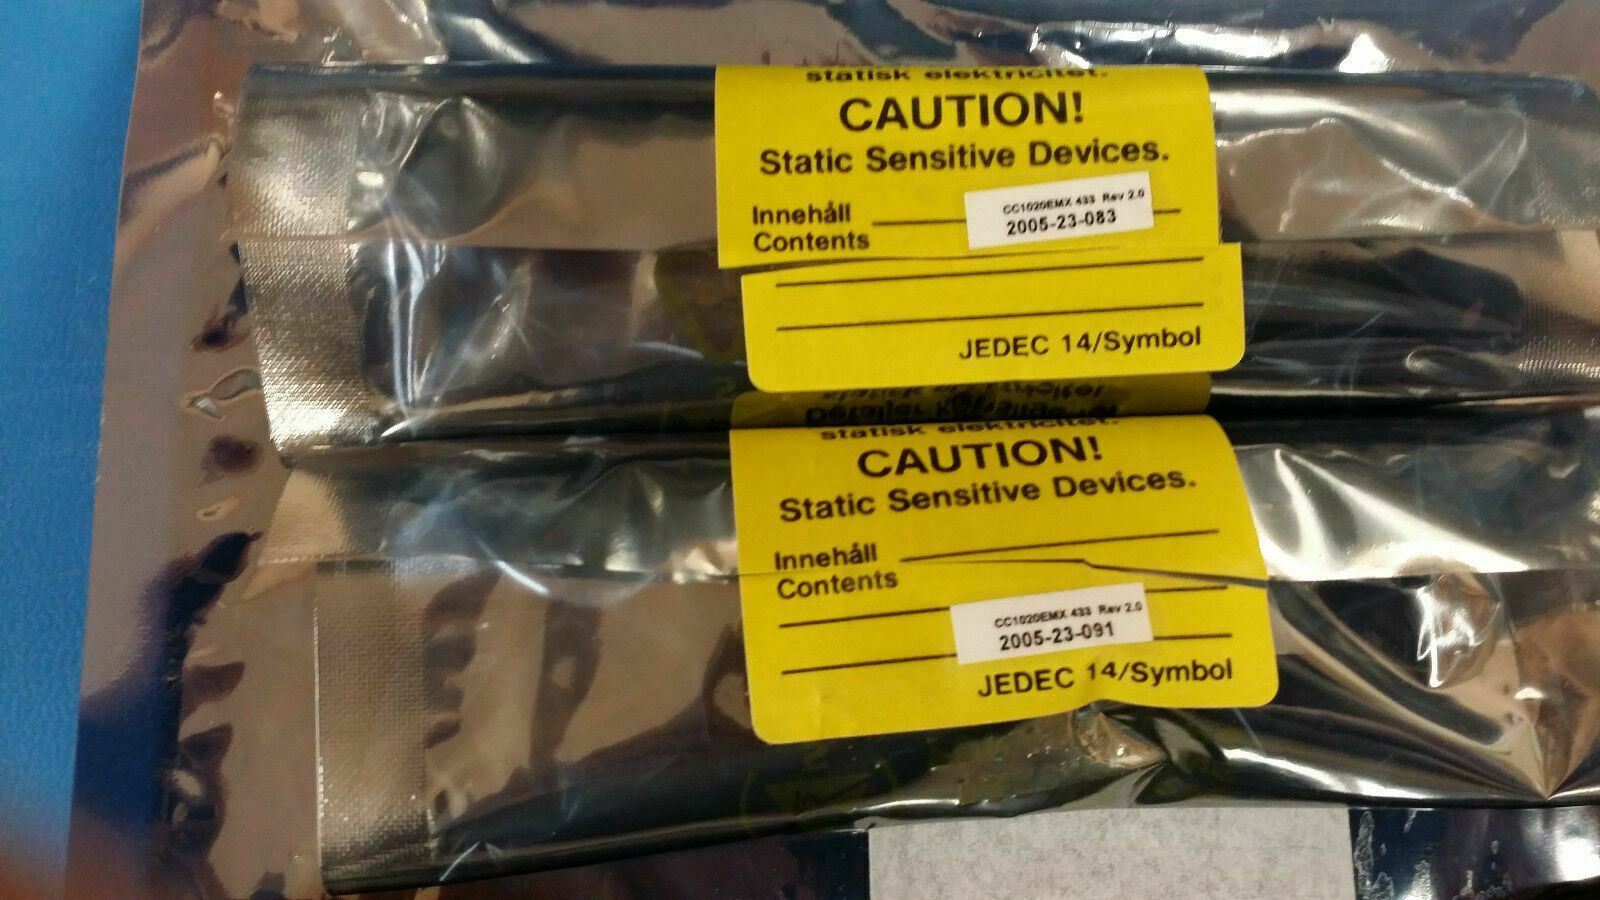 statisk elektricitet.
CAUTION!
Static Sensitive Devices.
Innehåll
Contents
CC1020EMX 433 Rev 2.0
2005-23-083
JEDEC 14/Symbol
statisk elektricitet.
CAUTION!
Static Sensitive Devices.
Innehåll
Contents
CC1020EMX 433 Rev 2.0
2005-23-091
JEDEC 14/Symbol